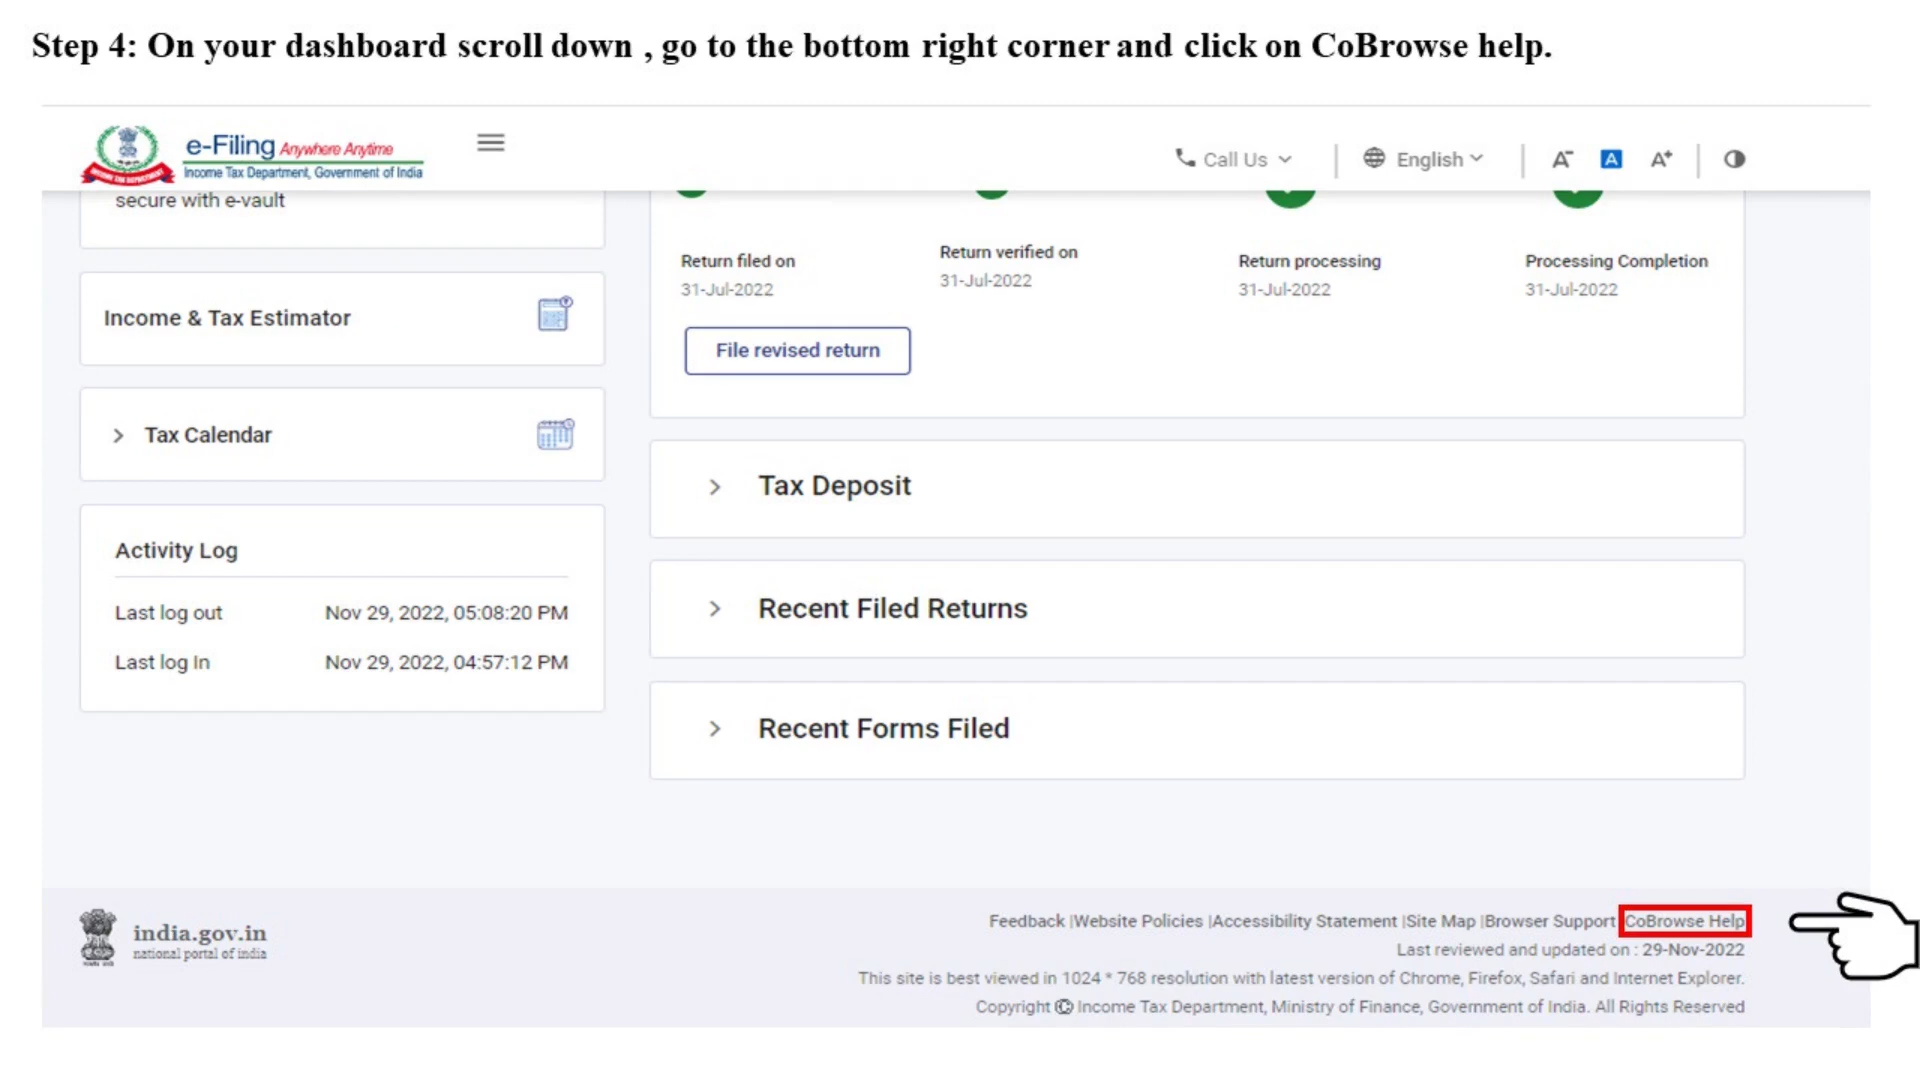 Step 4: On your dashboard scroll down , go to the bottom right corner and click on CoBrowse help.
e-Filing Anywhere Anytime
Income Tax Department, Government of India
Call Us
English
A- A A+
secure with e-vault
Income & Tax Estimator
Tax Calendar
Activity Log
Last log out Nov 29, 2022, 05:08:20 PM
Last log In Nov 29, 2022, 04:57:12 PM
Return filed on
31-Jul-2022
Return verified on
31-Jul-2022
Return processing
31-Jul-2022
Processing Completion
31-Jul-2022
File revised return
Tax Deposit
Recent Filed Returns
Recent Forms Filed
india.gov.in
national portal of india
Feedback |Website Policies |Accessibility Statement |Site Map |Browser Support CoBrowse Help
Last reviewed and updated on : 29-Nov-2022
This site is best viewed in 1024 * 768 resolution with latest version of Chrome, Firefox, Safari and Internet Explorer.
Copyright © Income Tax Department, Ministry of Finance, Government of India. All Rights Reserved